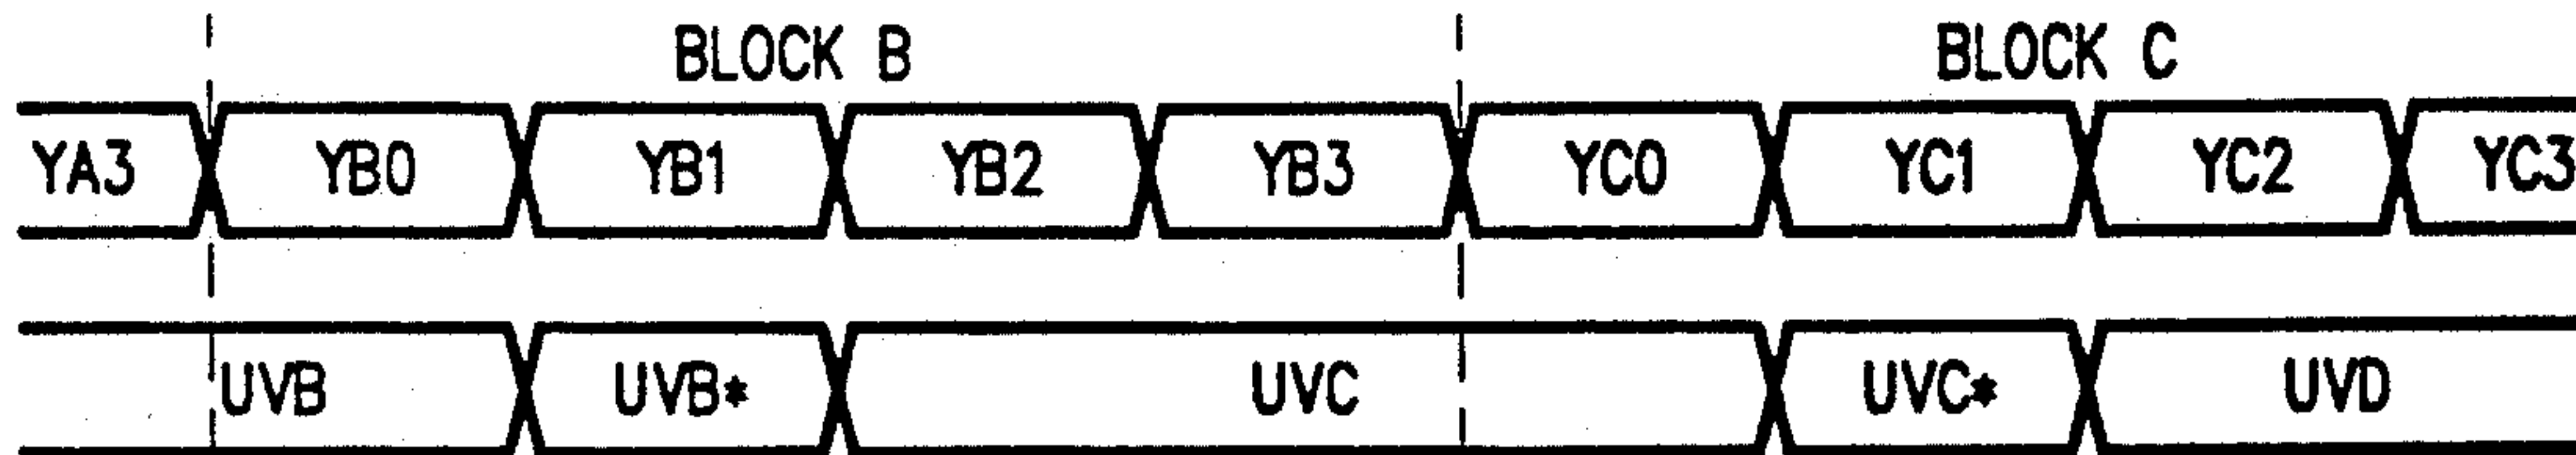 BLOCK B BLOCK C
YA3 YB0 YB1 YB2 YB3 YC0 YC1 YC2 YC3
UVB UVB* UVC UVC* UVD